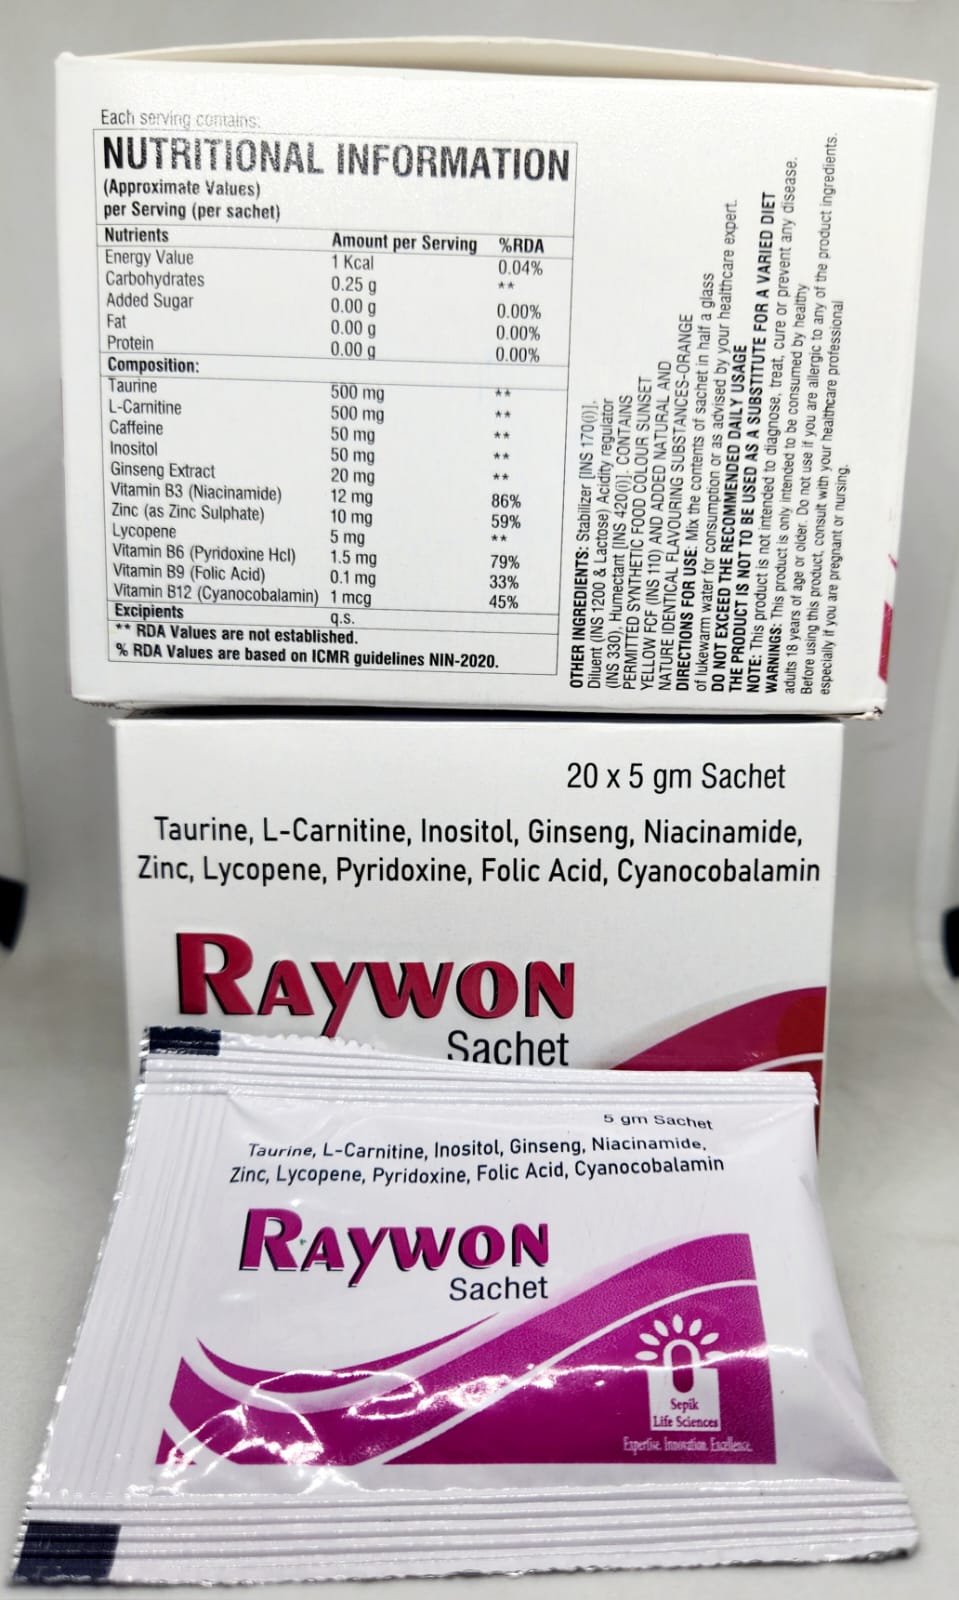 Each serving contains:
NUTRITIONAL INFORMATION
(Approximate Values)
per Serving (per sachet)
Nutrients Amount per Serving %RDA
Energy Value 1 Kcal 0.04%
Carbohydrates 0.25 g **
Added Sugar 0.00 g 0.00%
Fat 0.00 g 0.00%
Protein 0.00 g 0.00%
Composition:
Taurine 500 mg **
L-Carnitine 500 mg **
Caffeine 50 mg **
Inositol 50 mg **
Ginseng Extract 20 mg **
Vitamin B3 (Niacinamide) 12 mg 86%
Zinc (as Zinc Sulphate) 10 mg 59%
Lycopene 5 mg **
Vitamin B6 (Pyridoxine Hcl) 1.5 mg 79%
Vitamin B9 (Folic Acid) 0.1 mg 33%
Vitamin B12 (Cyanocobalamin) 1 mcg 45%
Excipients q.s.
** RDA Values are not established.
% RDA Values are based on ICMR guidelines NIN-2020.
OTHER INGREDIENTS: Stabilizer [INS 170(i)],
Diluent (INS 1200 & Lactose) Acidity regulator
(INS 330), Humectant [INS 420(i)]. CONTAINS
PERMITTED SYNTHETIC FOOD COLOUR SUNSET
YELLOW FCF (INS 110) AND ADDED NATURAL AND
NATURE IDENTICAL FLAVOURING SUBSTANCES-ORANGE
DIRECTIONS FOR USE: Mix the contents of sachet in half a glass
of lukewarm water for consumption or as advised by your healthcare expert.
DO NOT EXCEED THE RECOMMENDED DAILY USAGE
THE PRODUCT IS NOT TO BE USED AS A SUBSTITUTE FOR A VARIED DIET
NOTE: This product is not intended to diagnose, treat, cure or prevent any disease.
WARNINGS: This product is only intended to be consumed by healthy
adults 18 years of age or older. Do not use if you are allergic to any of the product ingredients.
Before using this product, consult with your healthcare professional
especially if you are pregnant or nursing.
20 x 5 gm Sachet
Taurine, L-Carnitine, Inositol, Ginseng, Niacinamide,
Zinc, Lycopene, Pyridoxine, Folic Acid, Cyanocobalamin
RAYWON
Sachet
5 gm Sachet
Taurine, L-Carnitine, Inositol, Ginseng, Niacinamide,
Zinc, Lycopene, Pyridoxine, Folic Acid, Cyanocobalamin
RAYWON
Sachet
Sepik
Life Sciences
Expertise. Innovation. Excellence.